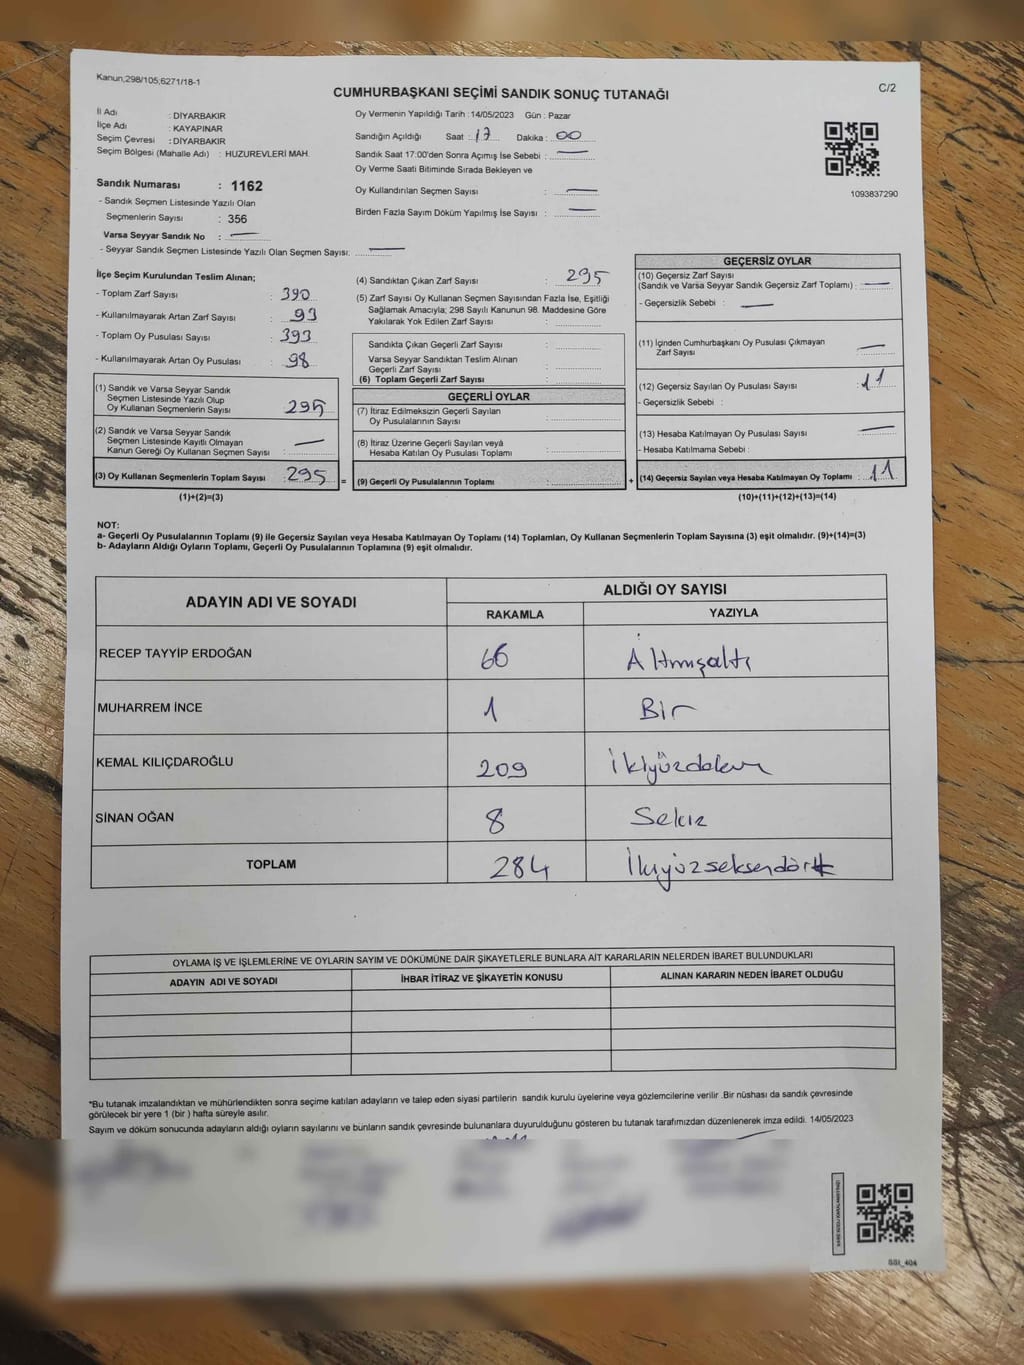 Kanun,298/105,6271/18-1
CUMHURBAŞKANI SEÇİMİ SANDIK SONUÇ TUTANAĞI
C/2
İl Adı : DİYARBAKIR
İlçe Adı : KAYAPINAR
Seçim Çevresi : DİYARBAKIR
Seçim Bölgesi (Mahalle Adı) : HUZUREVLERİ MAH.
Sandık Numarası : 1162
- Sandık Seçmen Listesinde Yazılı Olan
Seçmenlerin Sayısı : 356
Varsa Seyyar Sandık No : —
- Seyyar Sandık Seçmen Listesinde Yazılı Olan Seçmen Sayısı: —
Oy Vermenin Yapıldığı Tarih : 14/05/2023 Gün : Pazar
Sandığın Açıldığı Saat : 17 Dakika : 00
Sandık Saat 17:00'den Sonra Açımış İse Sebebi : —
Oy Verme Saati Bitiminde Sırada Bekleyen ve
Oy Kullandırılan Seçmen Sayısı : —
Birden Fazla Sayım Döküm Yapılmış İse Sayısı : —
1093837290
İlçe Seçim Kurulundan Teslim Alınan;
- Toplam Zarf Sayısı : 390
- Kullanılmayarak Artan Zarf Sayısı : 93
- Toplam Oy Pusulası Sayısı : 393
- Kullanılmayarak Artan Oy Pusulası : 98
(1) Sandık ve Varsa Seyyar Sandık
Seçmen Listesinde Yazılı Olup
Oy Kullanan Seçmenlerin Sayısı : 295
(2) Sandık ve Varsa Seyyar Sandık
Seçmen Listesinde Kayıtlı Olmayan
Kanun Gereği Oy Kullanan Seçmen Sayısı : —
(3) Oy Kullanan Seçmenlerin Toplam Sayısı : 295 =
(1)+(2)=(3)
(4) Sandıktan Çıkan Zarf Sayısı : 295
(5) Zarf Sayısı Oy Kullanan Seçmen Sayısından Fazla İse, Eşitliği
Sağlamak Amacıyla; 298 Sayılı Kanunun 98. Maddesine Göre
Yakılarak Yok Edilen Zarf Sayısı :
Sandıkta Çıkan Geçerli Zarf Sayısı :
Varsa Seyyar Sandıktan Teslim Alınan
Geçerli Zarf Sayısı :
(6) Toplam Geçerli Zarf Sayısı :
GEÇERLİ OYLAR
(7) İtiraz Edilmeksizin Geçerli Sayılan
Oy Pusulalarının Sayısı :
(8) İtiraz Üzerine Geçerli Sayılan veya
Hesaba Katılan Oy Pusulası Toplamı :
(9) Geçerli Oy Pusulalarının Toplamı : +
GEÇERSİZ OYLAR
(10) Geçersiz Zarf Sayısı
(Sandık ve Varsa Seyyar Sandık Geçersiz Zarf Toplamı) : —
- Geçersizlik Sebebi : —
(11) İçinden Cumhurbaşkanı Oy Pusulası Çıkmayan
Zarf Sayısı : —
(12) Geçersiz Sayılan Oy Pusulası Sayısı : 11
- Geçersizlik Sebebi :
(13) Hesaba Katılmayan Oy Pusulası Sayısı : —
- Hesaba Katılmama Sebebi :
(14) Geçersiz Sayılan veya Hesaba Katılmayan Oy Toplamı : 11
(10)+(11)+(12)+(13)=(14)
NOT:
a- Geçerli Oy Pusulalarının Toplamı (9) ile Geçersiz Sayılan veya Hesaba Katılmayan Oy Toplamı (14) Toplamları, Oy Kullanan Seçmenlerin Toplam Sayısına (3) eşit olmalıdır. (9)+(14)=(3)
b- Adayların Aldığı Oyların Toplamı, Geçerli Oy Pusulalarının Toplamına (9) eşit olmalıdır.
ADAYIN ADI VE SOYADI ALDIĞI OY SAYISI
RAKAMLA YAZIYLA
RECEP TAYYİP ERDOĞAN 66 Altmışaltı
MUHARREM İNCE 1 Bir
KEMAL KILIÇDAROĞLU 209 İkiyüzdokuz
SİNAN OĞAN 8 Sekiz
TOPLAM 284 İkiyüzseksendört
OYLAMA İŞ VE İŞLEMLERİNE VE OYLARIN SAYIM VE DÖKÜMÜNE DAİR ŞİKAYETLERLE BUNLARA AİT KARARLARIN NELERDEN İBARET BULUNDUKLARI
ADAYIN ADI VE SOYADI İHBAR İTİRAZ VE ŞİKAYETİN KONUSU ALINAN KARARIN NEDEN İBARET OLDUĞU
*Bu tutanak imzalandıktan ve mühürlendikten sonra seçime katılan adayların ve talep eden siyasi partilerin sandık kurulu üyelerine veya gözlemcilerine verilir .Bir nüshası da sandık çevresinde
görülecek bir yere 1 (bir ) hafta süreyle asılır.
Sayım ve döküm sonucunda adayların aldığı oyların sayılarını ve bunların sandık çevresinde bulunanlara duyurulduğunu gösteren bu tutanak tarafımızdan düzenlenerek imza edildi. 14/05/2023
SSI_404